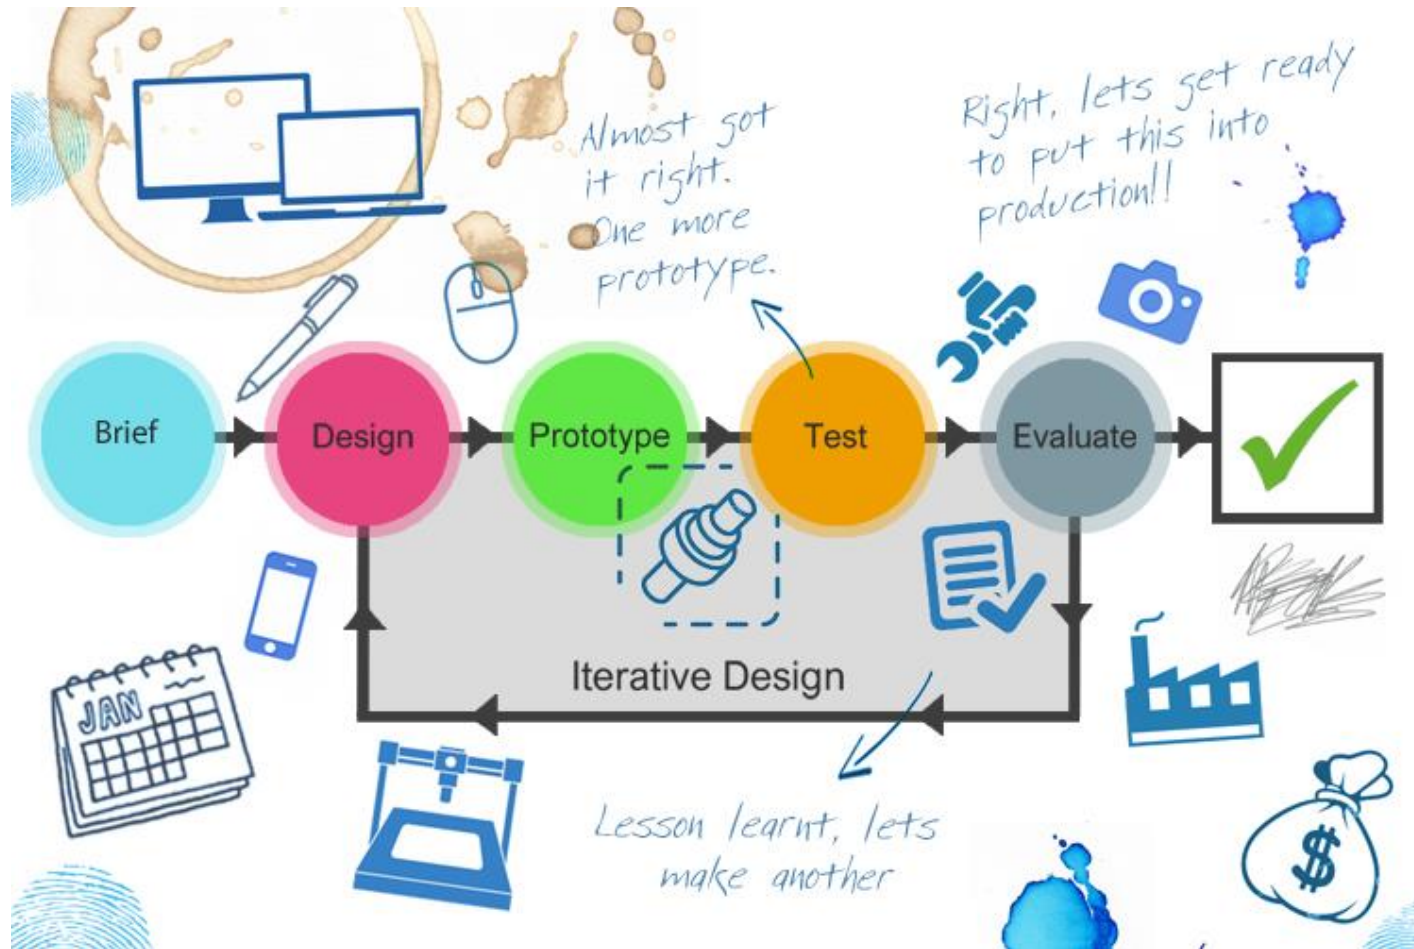 Almost got
it right.
One more
prototype.
Right, lets get ready
to put this into
production!!
Brief
Design
Prototype
Test
Evaluate
Iterative Design
JAN
Lesson learnt, lets
make another
$